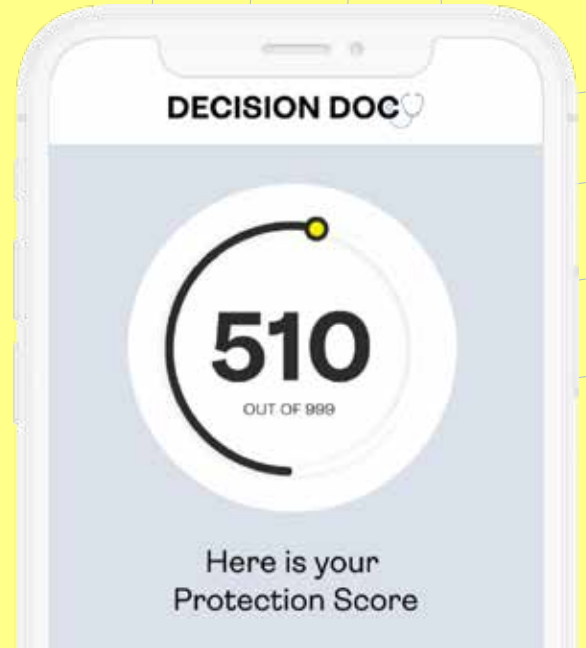 DECISION DOC
510
OUT OF 999
Here is your
Protection Score